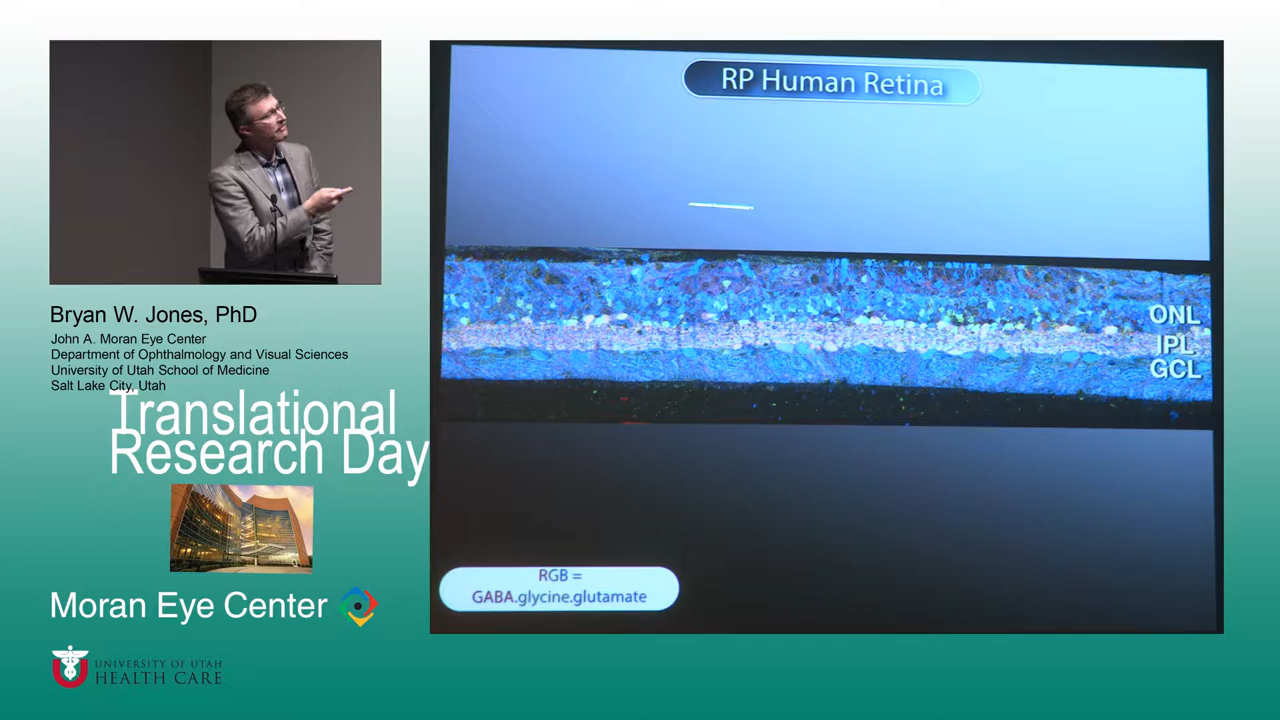 Bryan W. Jones, PhD
John A. Moran Eye Center
Department of Ophthalmology and Visual Sciences
University of Utah School of Medicine
Salt Lake City, Utah
Translational
Research Day
Moran Eye Center
UNIVERSITY OF UTAH
HEALTH CARE
RP Human Retina
ONL
IPL
GCL
RGB =
GABA.glycine.glutamate